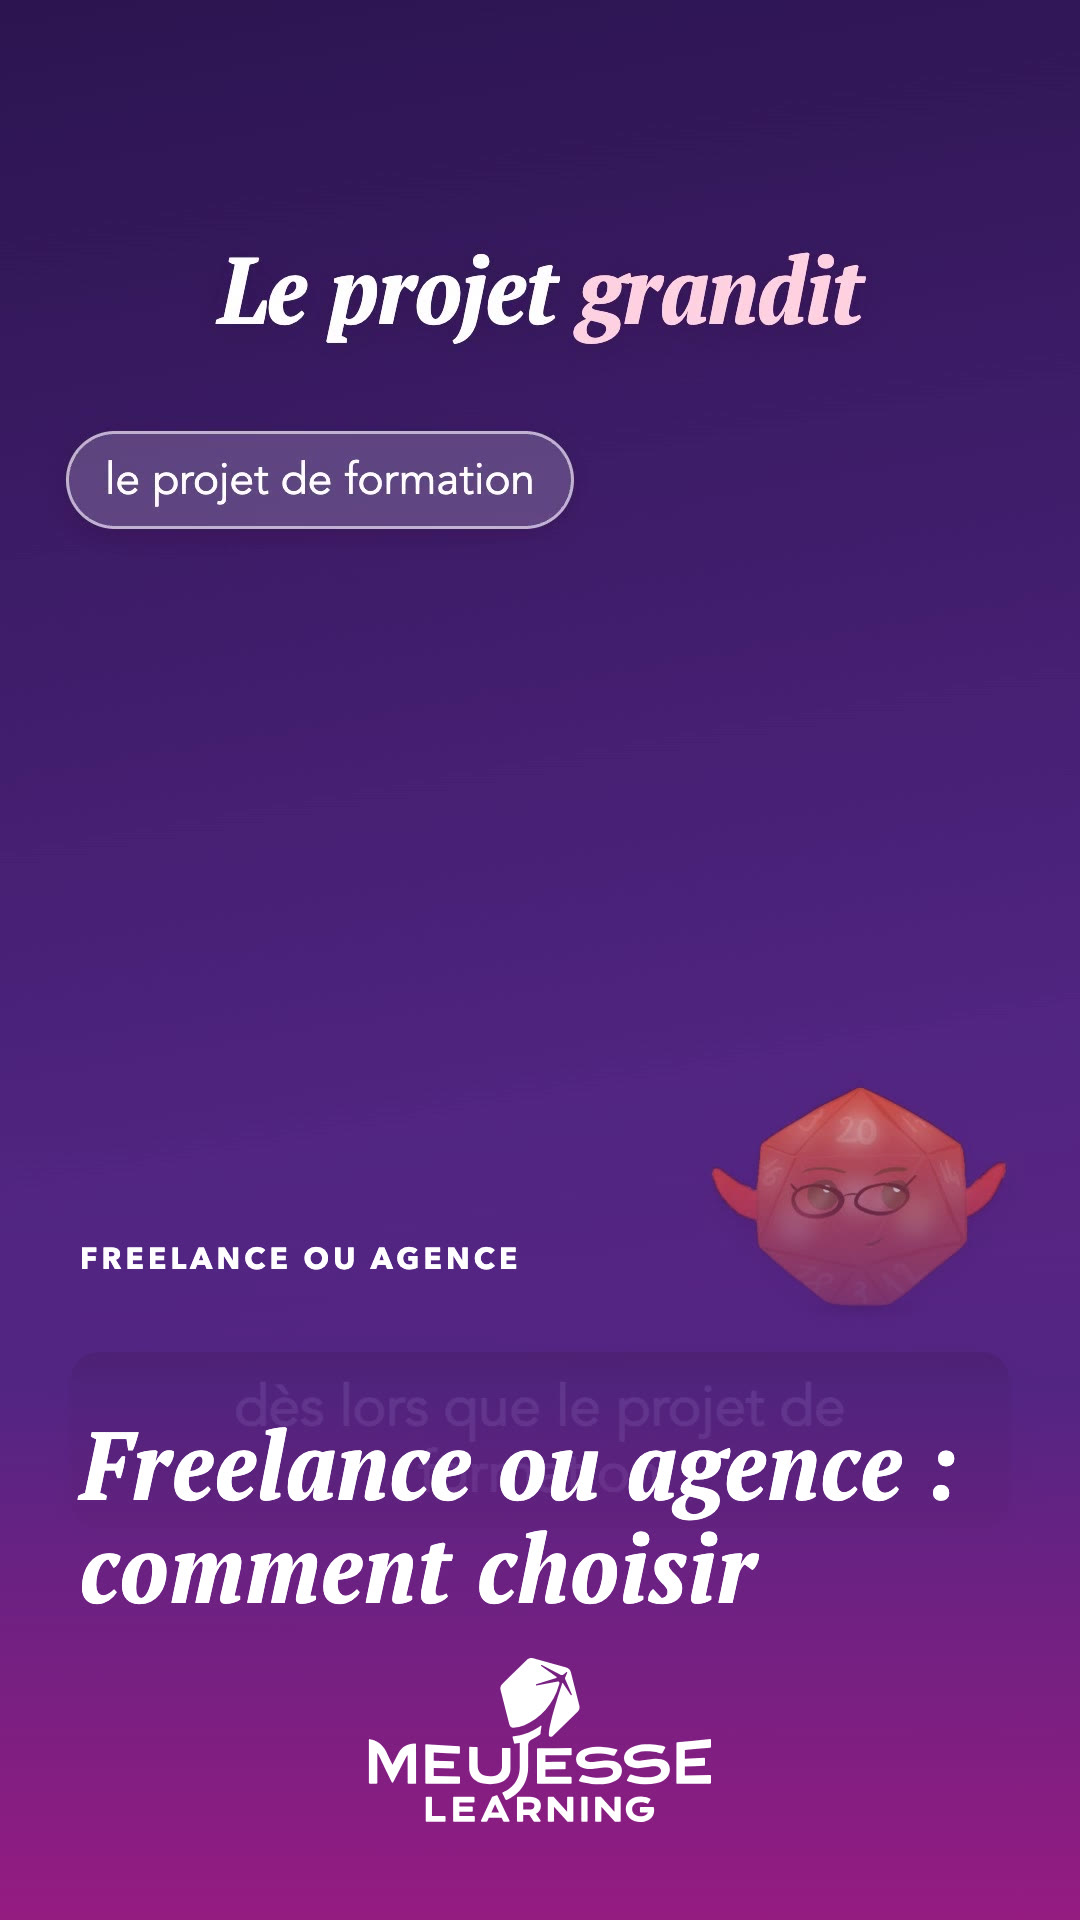 Le projet grandit
le projet de formation
20
FREELANCE OU AGENCE
dès lors que le projet de
Freelance ou agence :
comment choisir
MEUJESSE
LEARNING